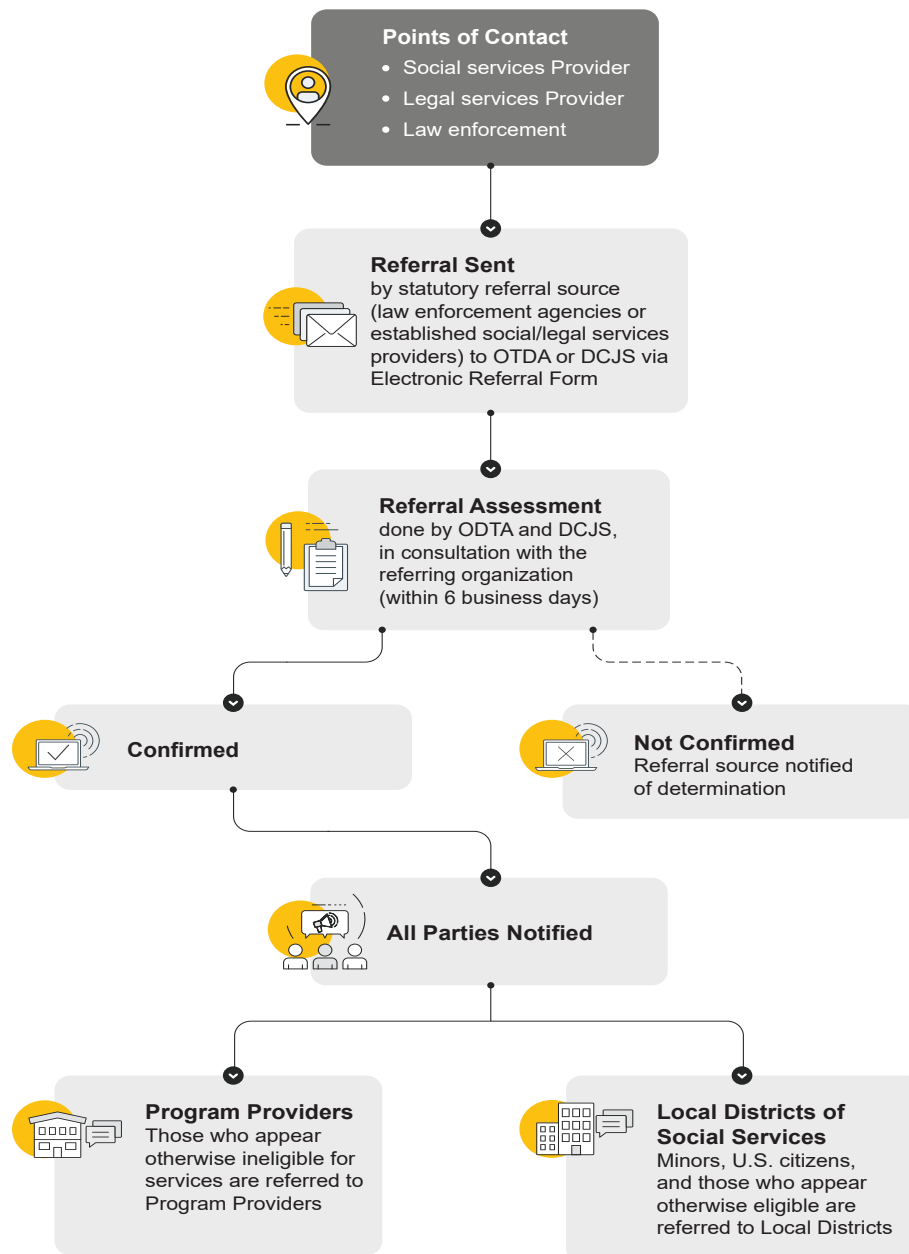 Points of Contact
• Social services Provider
• Legal services Provider
• Law enforcement
Referral Sent
by statutory referral source
(law enforcement agencies or
established social/legal services
providers) to OTDA or DCJS via
Electronic Referral Form
Referral Assessment
done by ODTA and DCJS,
in consultation with the
referring organization
(within 6 business days)
Confirmed
Not Confirmed
Referral source notified
of determination
All Parties Notified
Program Providers
Those who appear
otherwise ineligible for
services are referred to
Program Providers
Local Districts of
Social Services
Minors, U.S. citizens,
and those who appear
otherwise eligible are
referred to Local Districts